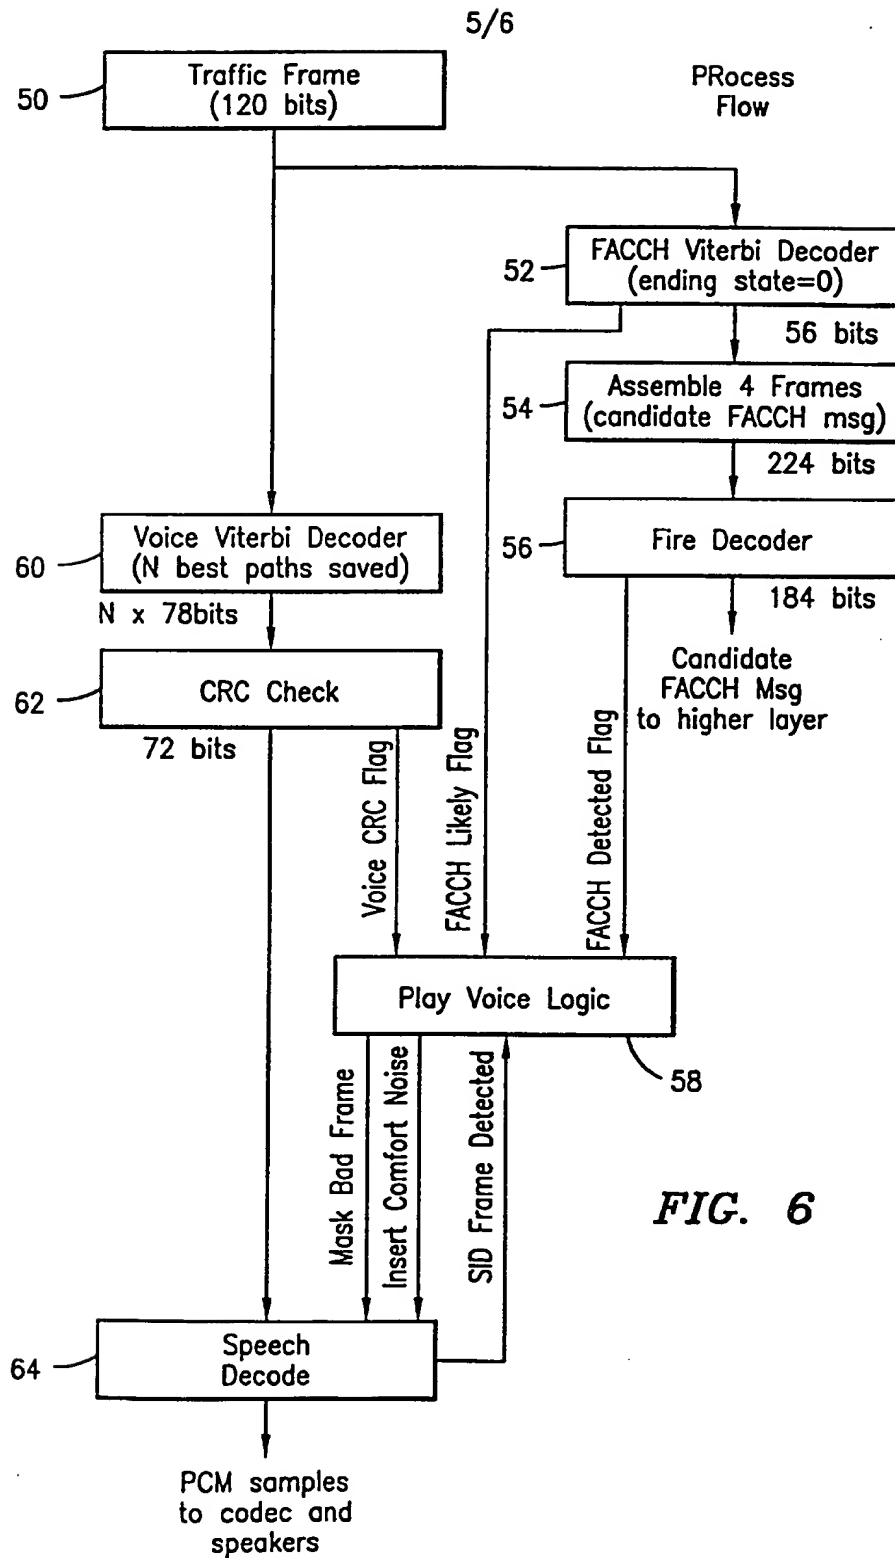 5/6
50
Traffic Frame
(120 bits)
PRocess
Flow
52
FACCH Viterbi Decoder
(ending state=0)
56 bits
54
Assemble 4 Frames
(candidate FACCH msg)
224 bits
60
Voice Viterbi Decoder
(N best paths saved)
56
Fire Decoder
N x 78bits
184 bits
62
CRC Check
Candidate
FACCH Msg
to higher layer
72 bits
Voice CRC Flag
FACCH Likely Flag
FACCH Detected Flag
Play Voice Logic
58
Mask Bad Frame
Insert Comfort Noise
SID Frame Detected
FIG. 6
64
Speech
Decode
PCM samples
to codec and
speakers